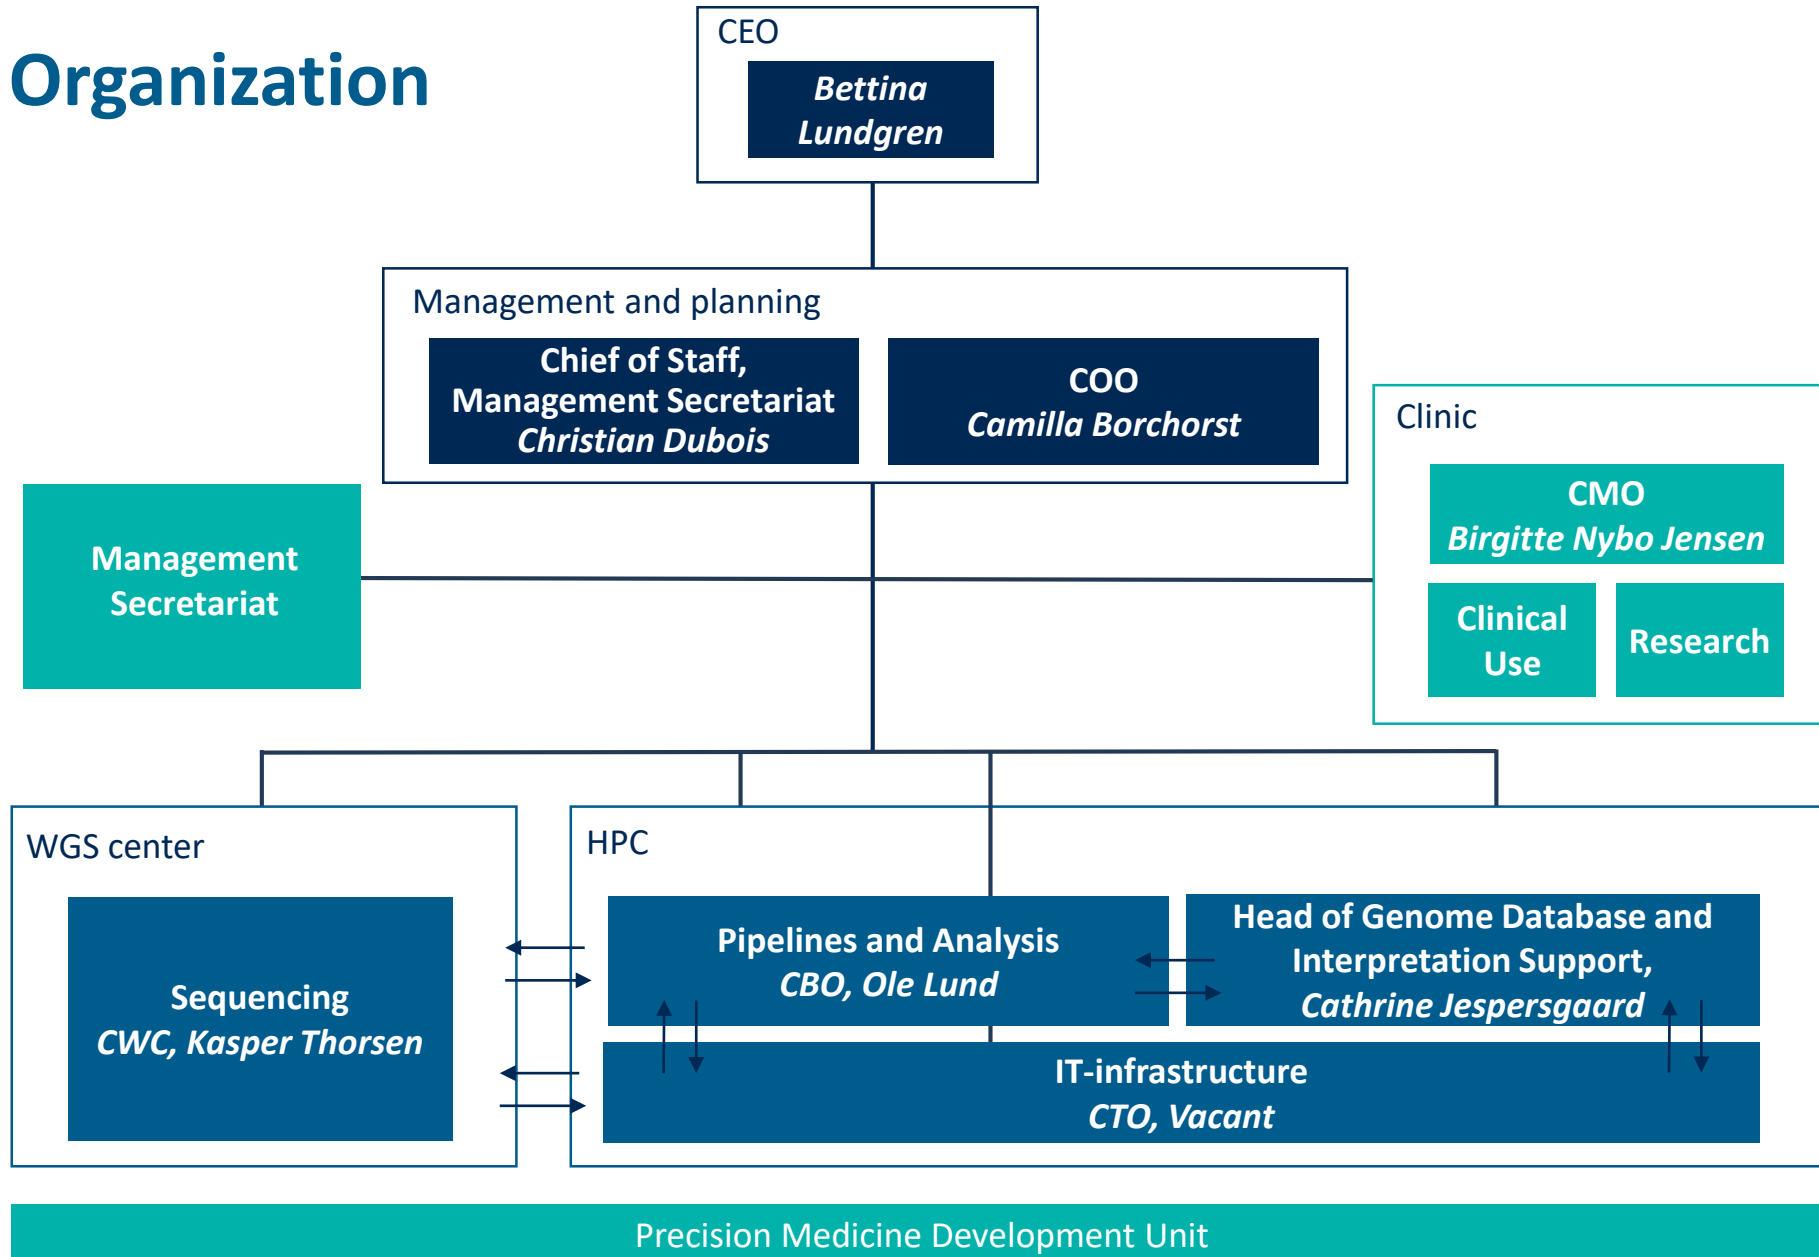 Organization
CEO
Bettina
Lundgren
Management and planning
Chief of Staff,
Management Secretariat
Christian Dubois
COO
Camilla Borchorst
Clinic
CMO
Birgitte Nybo Jensen
Clinical
Use
Research
Management
Secretariat
WGS center
Sequencing
CWC, Kasper Thorsen
HPC
Pipelines and Analysis
CBO, Ole Lund
Head of Genome Database and
Interpretation Support,
Cathrine Jespersgaard
IT-infrastructure
CTO, Vacant
Precision Medicine Development Unit